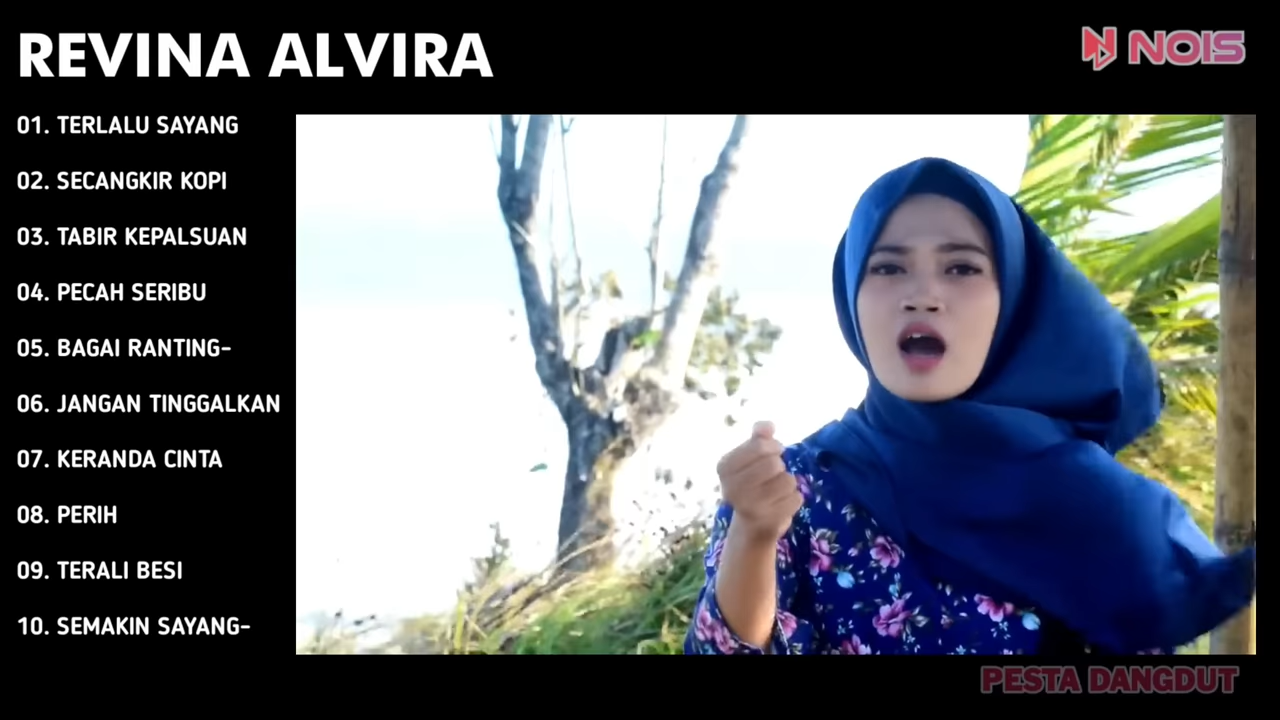 REVINA ALVIRA
NOIS
01. TERLALU SAYANG
02. SECANGKIR KOPI
03. TABIR KEPALSUAN
04. PECAH SERIBU
05. BAGAI RANTING-
06. JANGAN TINGGALKAN
07. KERANDA CINTA
08. PERIH
09. TERALI BESI
10. SEMAKIN SAYANG-
PESTA DANGDUT